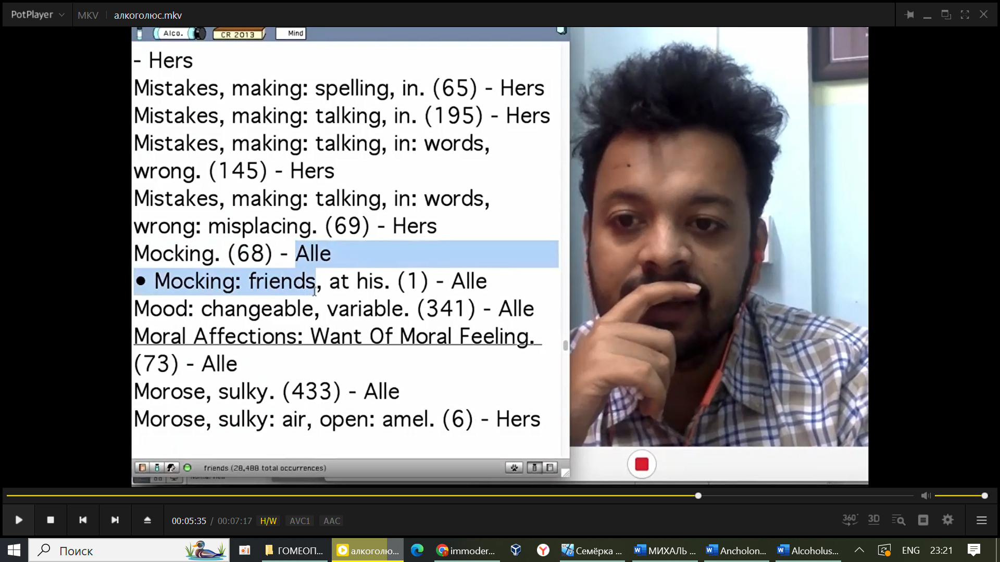 PotPlayer
MKV
алкоголюс.mkv
Alco.
CR 2013
Mind
- Hers
Mistakes, making: spelling, in. (65) - Hers
Mistakes, making: talking, in. (195) - Hers
Mistakes, making: talking, in: words,
wrong. (145) - Hers
Mistakes, making: talking, in: words,
wrong: misplacing. (69) - Hers
Mocking. (68) - Alle
• Mocking: friends, at his. (1) - Alle
Mood: changeable, variable. (341) - Alle
Moral Affections: Want Of Moral Feeling.
(73) - Alle
Morose, sulky. (433) - Alle
Morose, sulky: air, open: amel. (6) - Hers
friends (28,488 total occurrences)
00:05:35 / 00:07:17 H/W AVC1 AAC
360° 3D
Поиск
ГОМЕОП...
алкоголю...
immoder...
Семёрка ...
МИХАЛЬ ...
Ancholon...
Alcoholus...
ENG
23:21